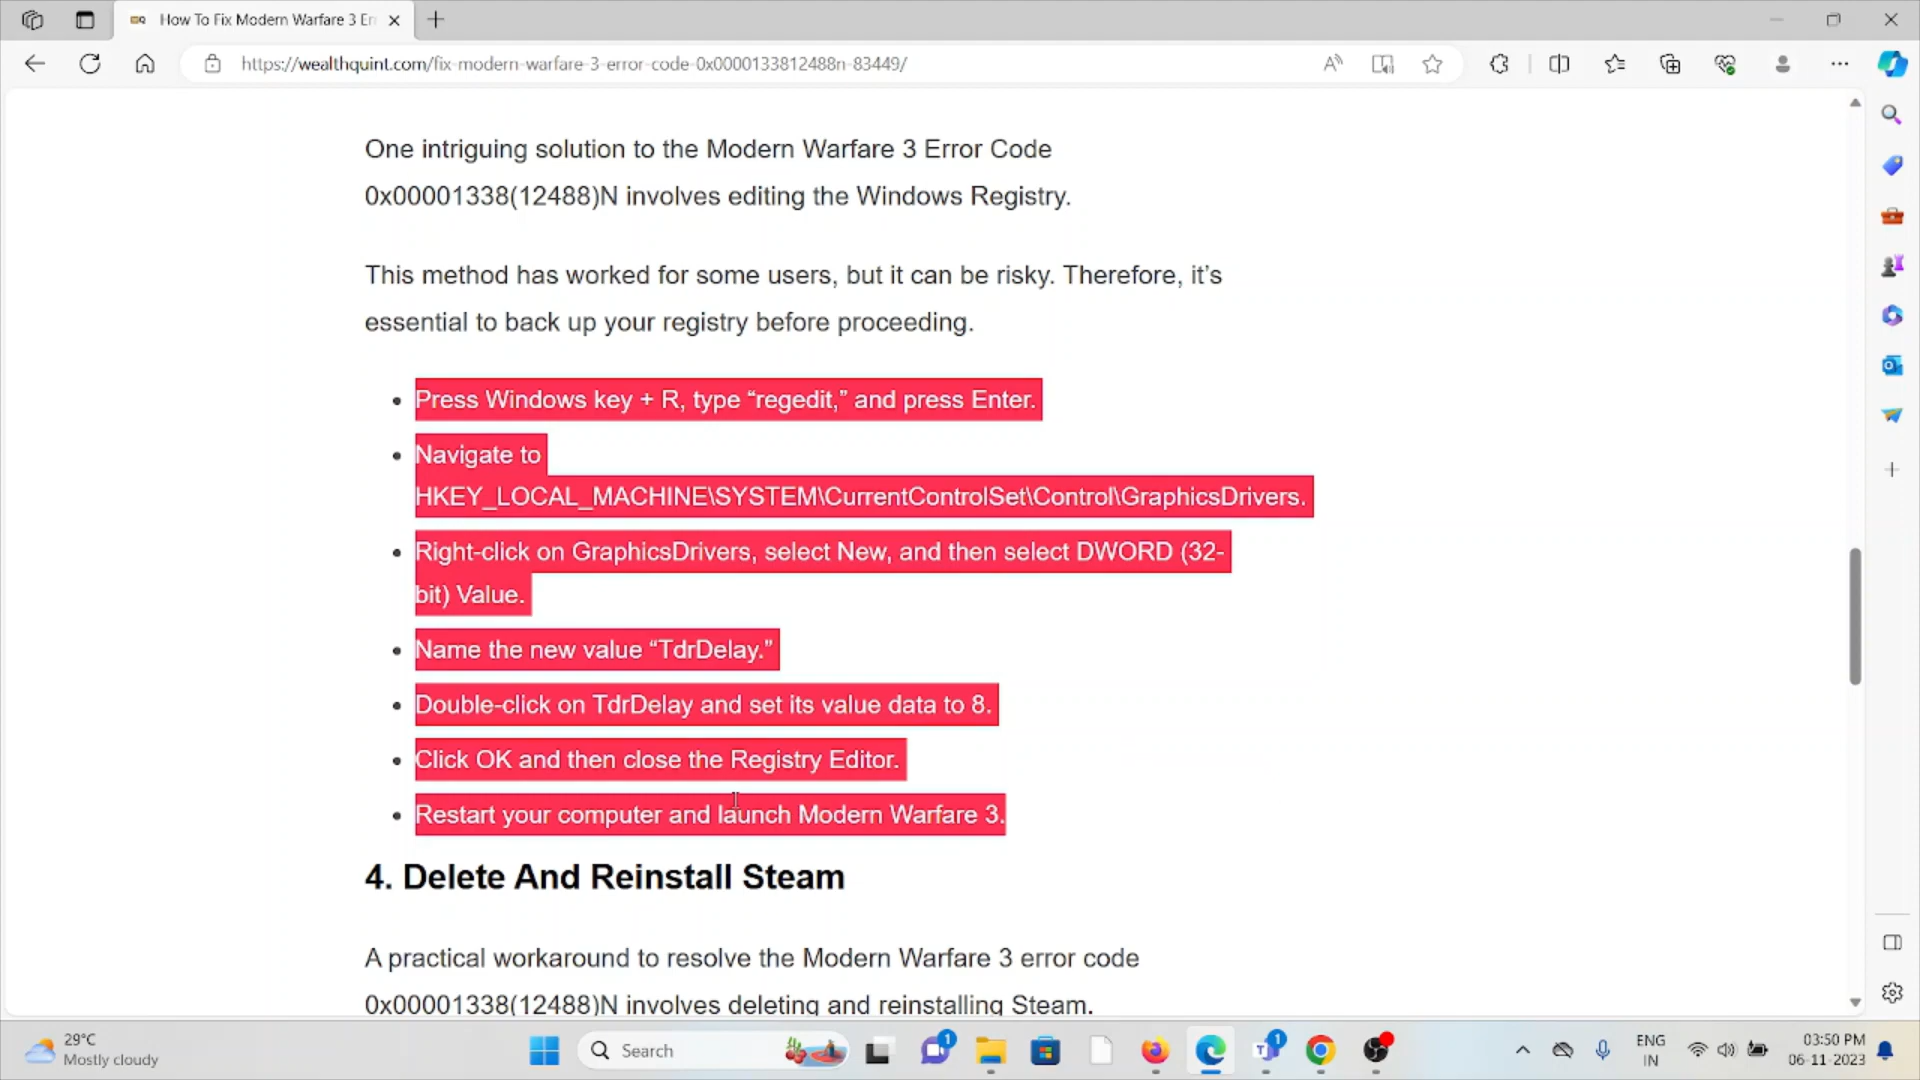 How To Fix Modern Warfare 3 Er
https://wealthquint.com/fix-modern-warfare-3-error-code-0x0000133812488n-83449/
One intriguing solution to the Modern Warfare 3 Error Code
0x00001338(12488)N involves editing the Windows Registry.
This method has worked for some users, but it can be risky. Therefore, it’s
essential to back up your registry before proceeding.
Press Windows key + R, type “regedit,” and press Enter.
Navigate to
HKEY_LOCAL_MACHINE\SYSTEM\CurrentControlSet\Control\GraphicsDrivers.
Right-click on GraphicsDrivers, select New, and then select DWORD (32-
bit) Value.
Name the new value “TdrDelay.”
Double-click on TdrDelay and set its value data to 8.
Click OK and then close the Registry Editor.
Restart your computer and launch Modern Warfare 3.
4. Delete And Reinstall Steam
A practical workaround to resolve the Modern Warfare 3 error code
0x00001338(12488)N involves deleting and reinstalling Steam.
29°C
Mostly cloudy
Search
1
1
ENG
IN
03:50 PM
06-11-2023